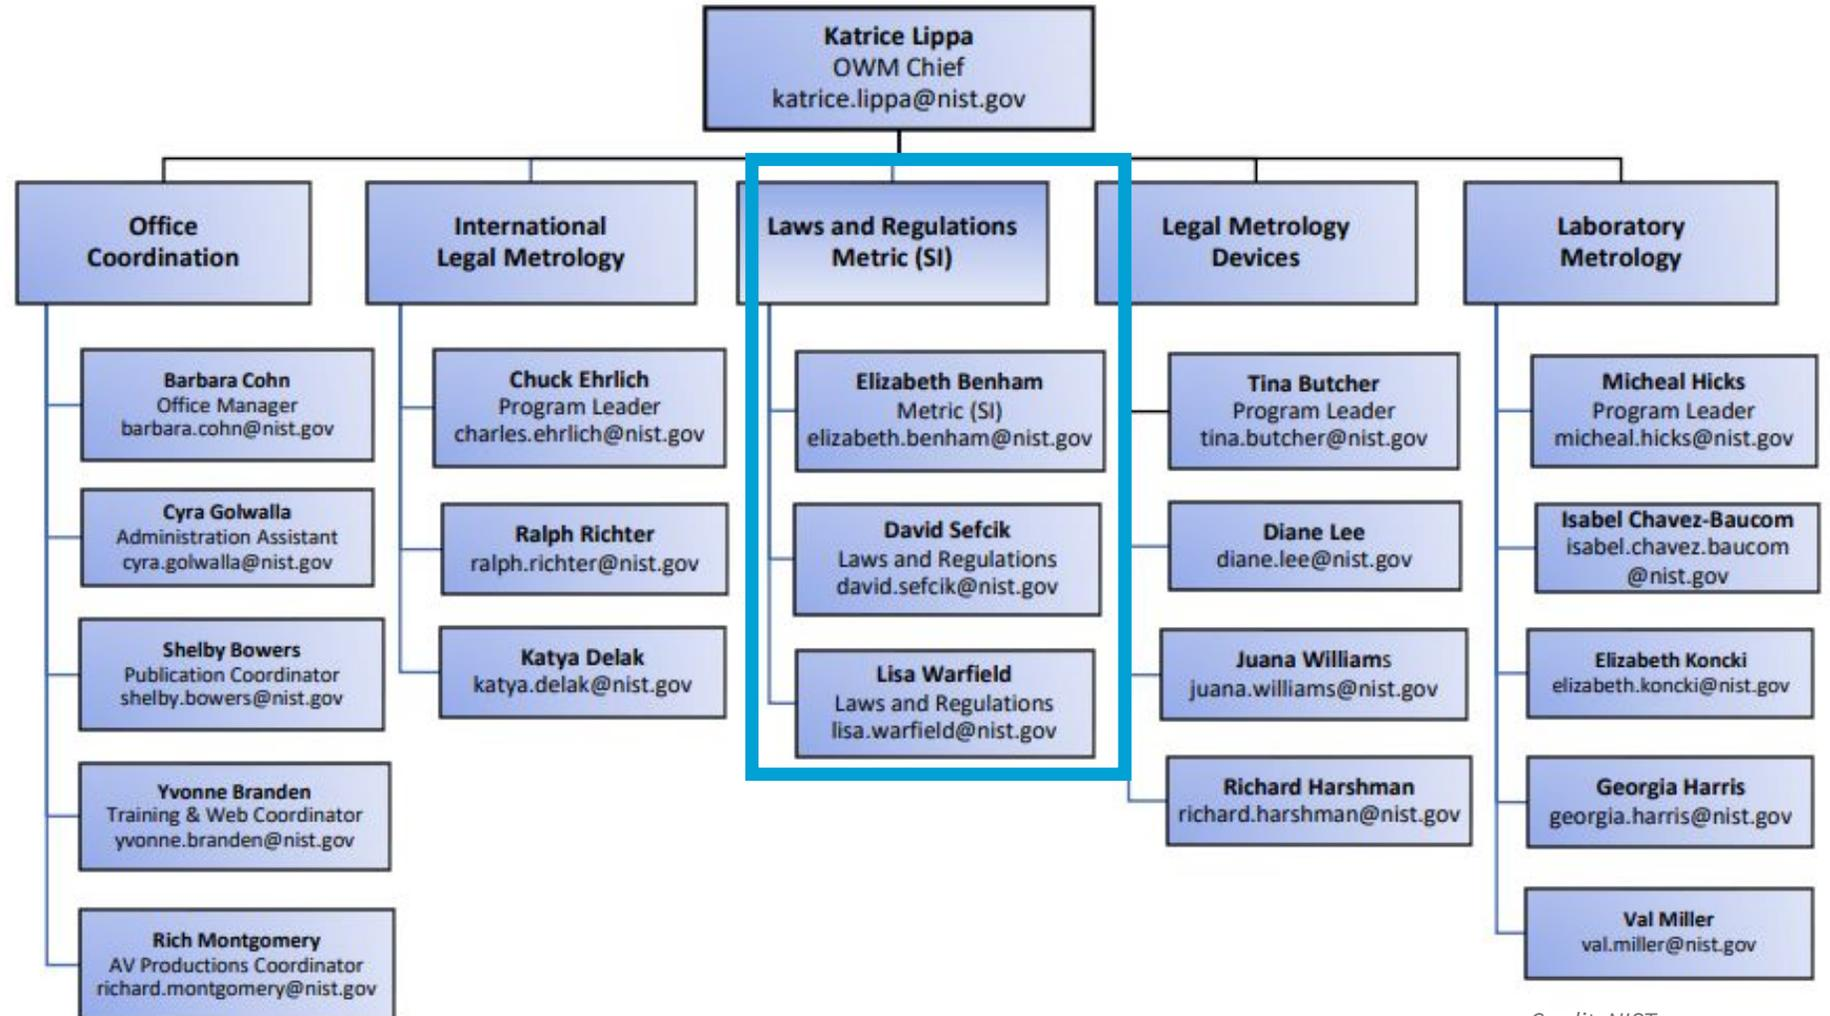 Katrice Lippa
OWM Chief
katrice.lippa@nist.gov
Office
Coordination
Barbara Cohn
Office Manager
barbara.cohn@nist.gov
Cyra Golwalla
Administration Assistant
cyra.golwalla@nist.gov
Shelby Bowers
Publication Coordinator
shelby.bowers@nist.gov
Yvonne Branden
Training & Web Coordinator
yvonne.branden@nist.gov
Rich Montgomery
AV Productions Coordinator
richard.montgomery@nist.gov
International
Legal Metrology
Chuck Ehrlich
Program Leader
charles.ehrlich@nist.gov
Ralph Richter
ralph.richter@nist.gov
Katya Delak
katya.delak@nist.gov
Laws and Regulations
Metric (SI)
Elizabeth Benham
Metric (SI)
elizabeth.benham@nist.gov
David Sefcik
Laws and Regulations
david.sefcik@nist.gov
Lisa Warfield
Laws and Regulations
lisa.warfield@nist.gov
Legal Metrology
Devices
Tina Butcher
Program Leader
tina.butcher@nist.gov
Diane Lee
diane.lee@nist.gov
Juana Williams
juana.williams@nist.gov
Richard Harshman
richard.harshman@nist.gov
Laboratory
Metrology
Micheal Hicks
Program Leader
micheal.hicks@nist.gov
Isabel Chavez-Baucom
isabel.chavez.baucom
@nist.gov
Elizabeth Koncki
elizabeth.koncki@nist.gov
Georgia Harris
georgia.harris@nist.gov
Val Miller
val.miller@nist.gov